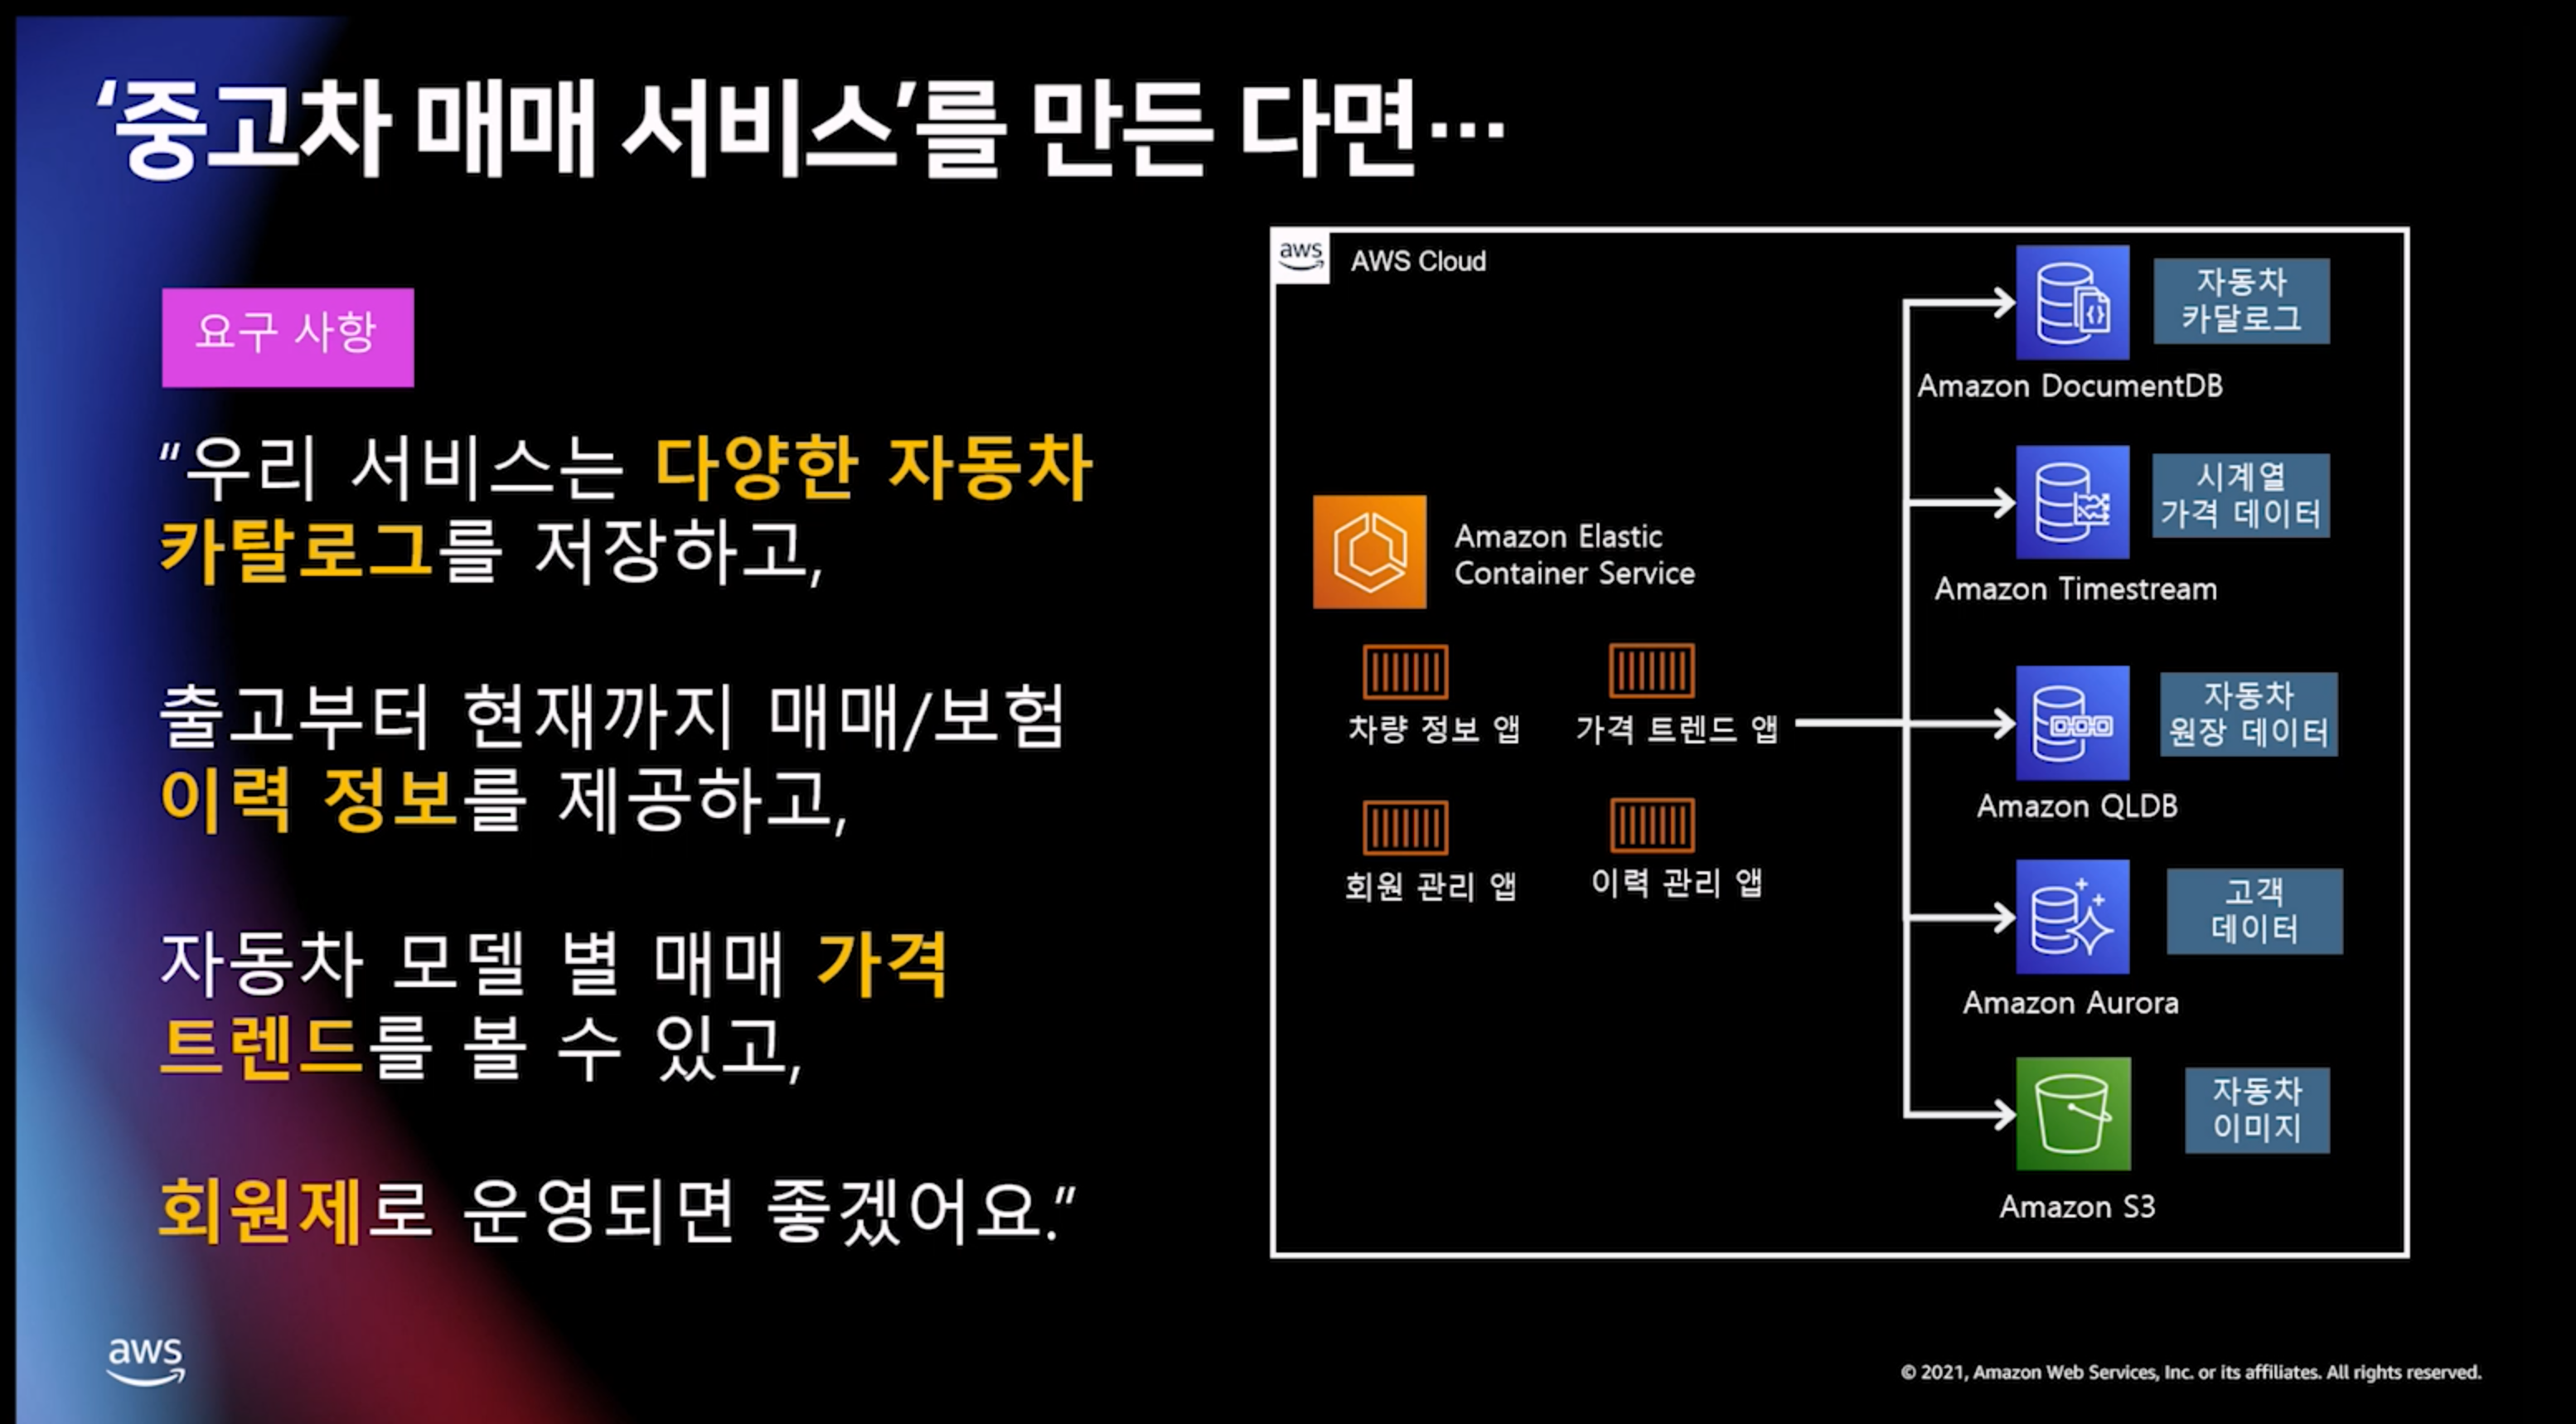 ‘중고차 매매 서비스’를 만든 다면…
요구 사항
“우리 서비스는 다양한 자동차
카탈로그를 저장하고,
출고부터 현재까지 매매/보험
이력 정보를 제공하고,
자동차 모델 별 매매 가격
트렌드를 볼 수 있고,
회원제로 운영되면 좋겠어요.”
aws
AWS Cloud
Amazon Elastic
Container Service
차량 정보 앱
가격 트렌드 앱
회원 관리 앱
이력 관리 앱
자동차
카달로그
Amazon DocumentDB
시계열
가격 데이터
Amazon Timestream
자동차
원장 데이터
Amazon QLDB
고객
데이터
Amazon Aurora
자동차
이미지
Amazon S3
aws
© 2021, Amazon Web Services, Inc. or its affiliates. All rights reserved.